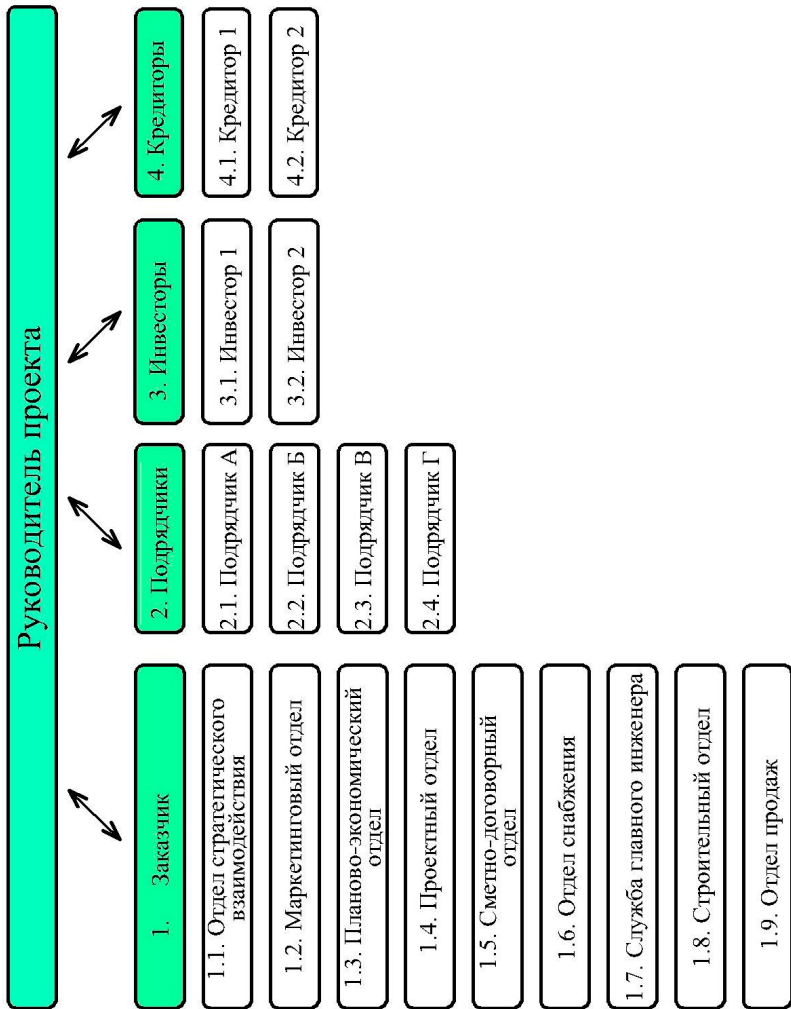 Руководитель проекта
1. Заказчик
1.1. Отдел стратегического
взаимодействия
1.2. Маркетинговый отдел
1.3. Планово-экономический
отдел
1.4. Проектный отдел
1.5. Сметно-договорный
отдел
1.6. Отдел снабжения
1.7. Служба главного инженера
1.8. Строительный отдел
1.9. Отдел продаж
2. Подрядчики
2.1. Подрядчик А
2.2. Подрядчик Б
2.3. Подрядчик В
2.4. Подрядчик Г
3. Инвесторы
3.1. Инвестор 1
3.2. Инвестор 2
4. Кредиторы
4.1. Кредитор 1
4.2. Кредитор 2